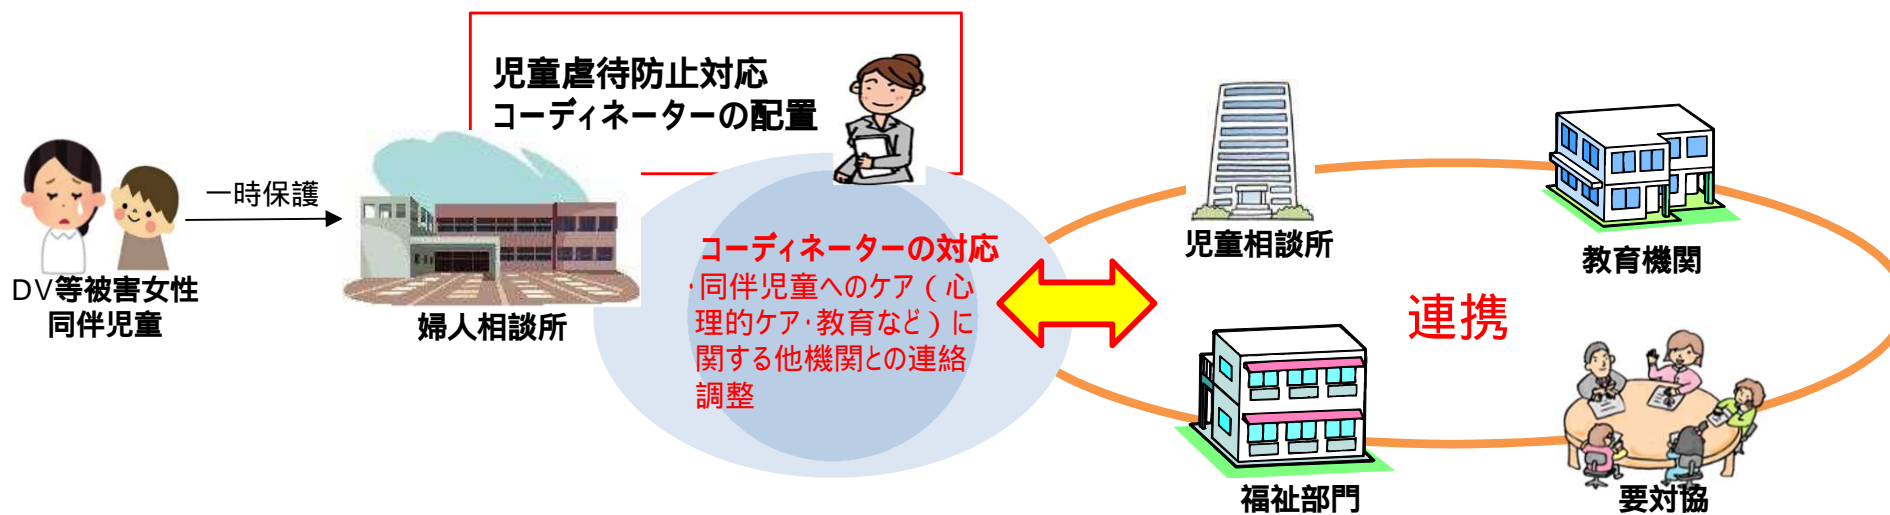 児童虐待防止対応
コーディネーターの配置
一時保護
DV等被害女性
同伴児童
婦人相談所
コーディネーターの対応
・同伴児童へのケア(心
理的ケア・教育など)に
関する他機関との連絡
調整
児童相談所
教育機関
連携
福祉部門
要対協